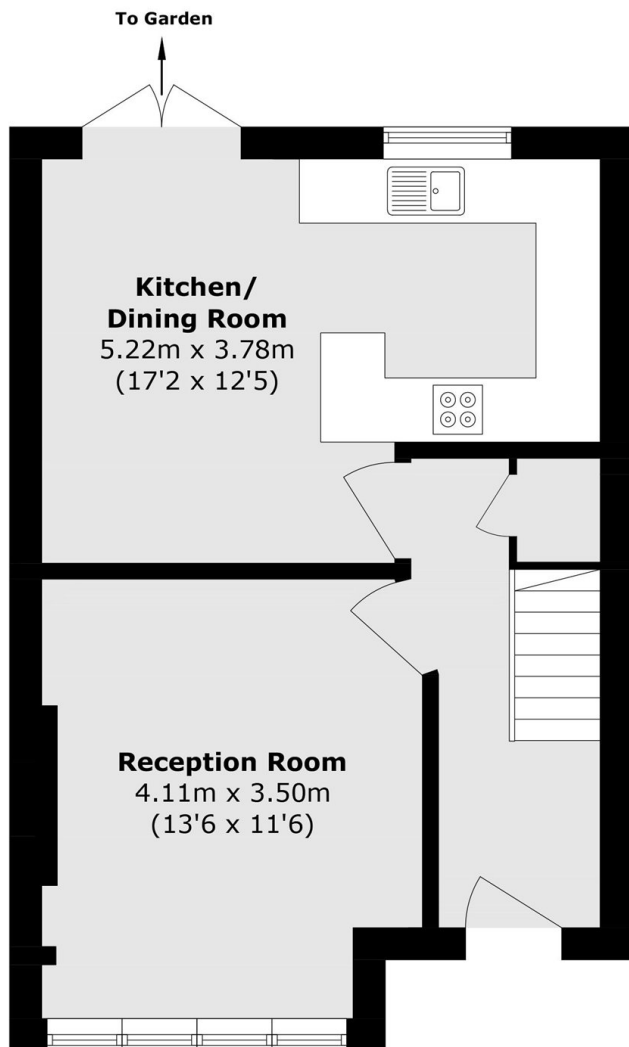 To Garden
Kitchen/
Dining Room
5.22m x 3.78m
(17'2 x 12'5)
Reception Room
4.11m x 3.50m
(13'6 x 11'6)